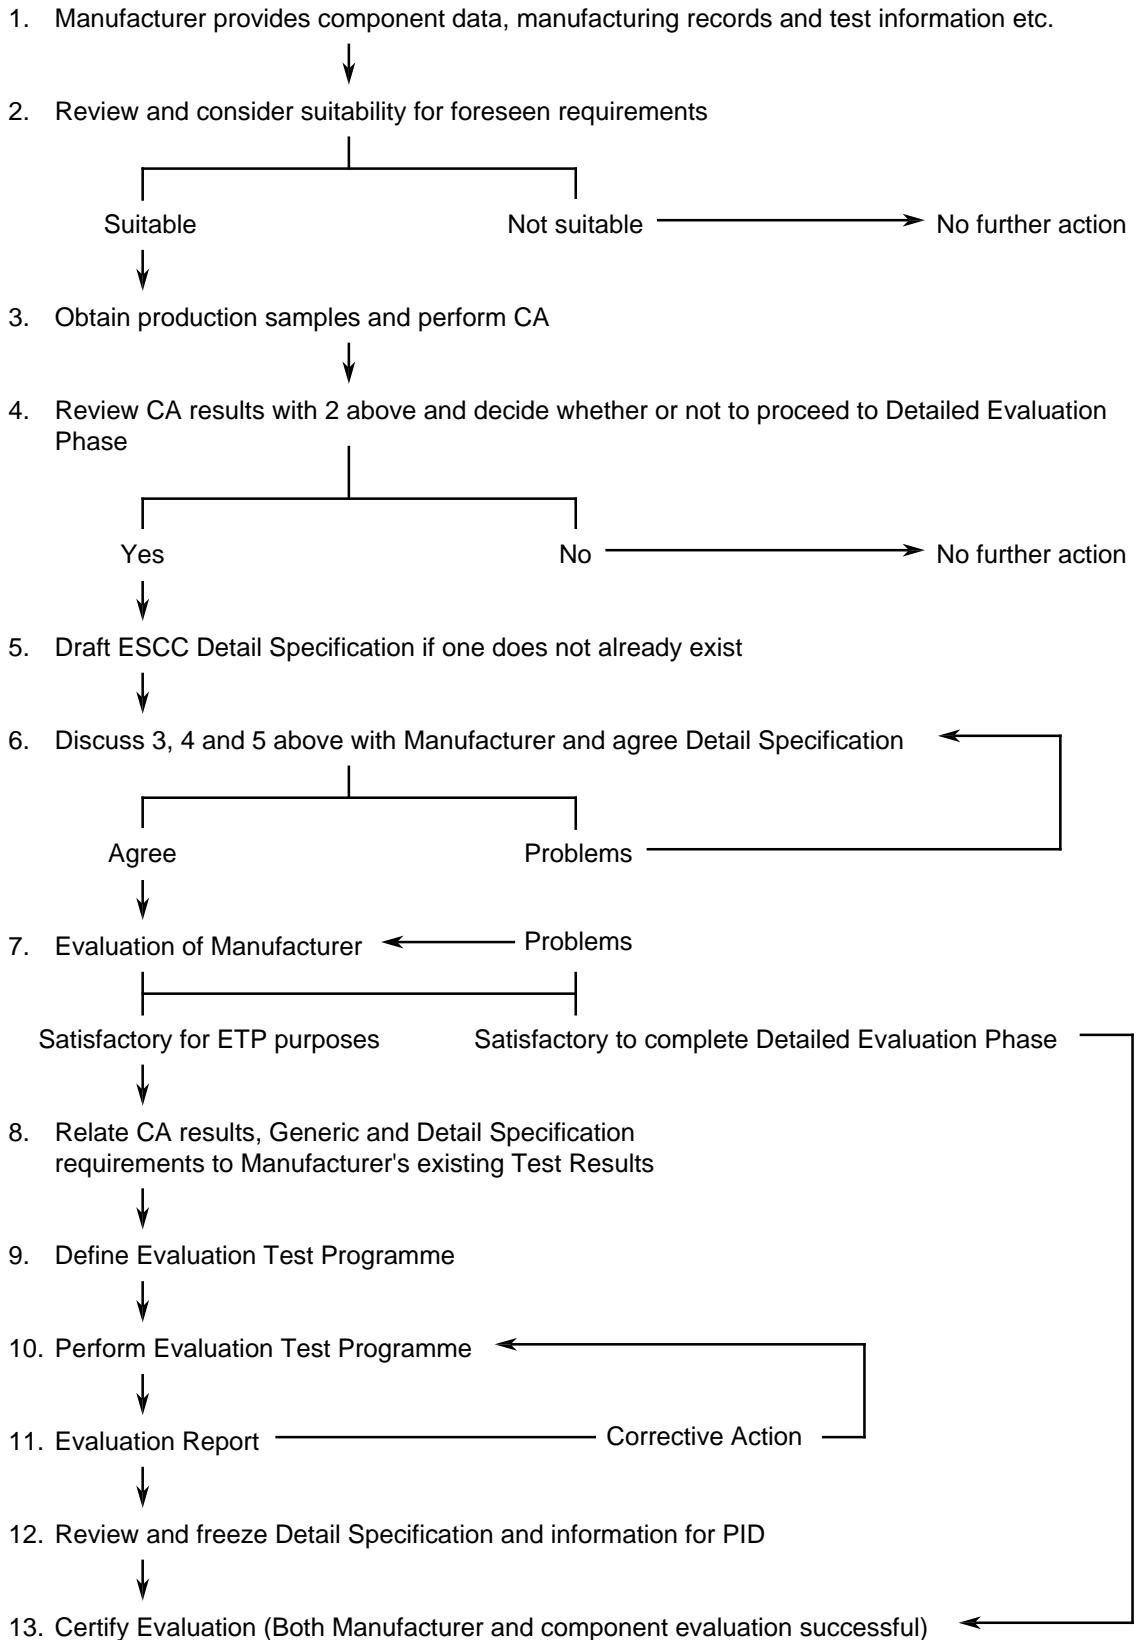 1. Manufacturer provides component data, manufacturing records and test information etc.
2. Review and consider suitability for foreseen requirements
Suitable Not suitable No further action
3. Obtain production samples and perform CA
4. Review CA results with 2 above and decide whether or not to proceed to Detailed Evaluation
Phase
Yes No No further action
5. Draft ESCC Detail Specification if one does not already exist
6. Discuss 3, 4 and 5 above with Manufacturer and agree Detail Specification
Agree Problems
7. Evaluation of Manufacturer Problems
Satisfactory for ETP purposes Satisfactory to complete Detailed Evaluation Phase
8. Relate CA results, Generic and Detail Specification
requirements to Manufacturer's existing Test Results
9. Define Evaluation Test Programme
10. Perform Evaluation Test Programme
11. Evaluation Report Corrective Action
12. Review and freeze Detail Specification and information for PID
13. Certify Evaluation (Both Manufacturer and component evaluation successful)